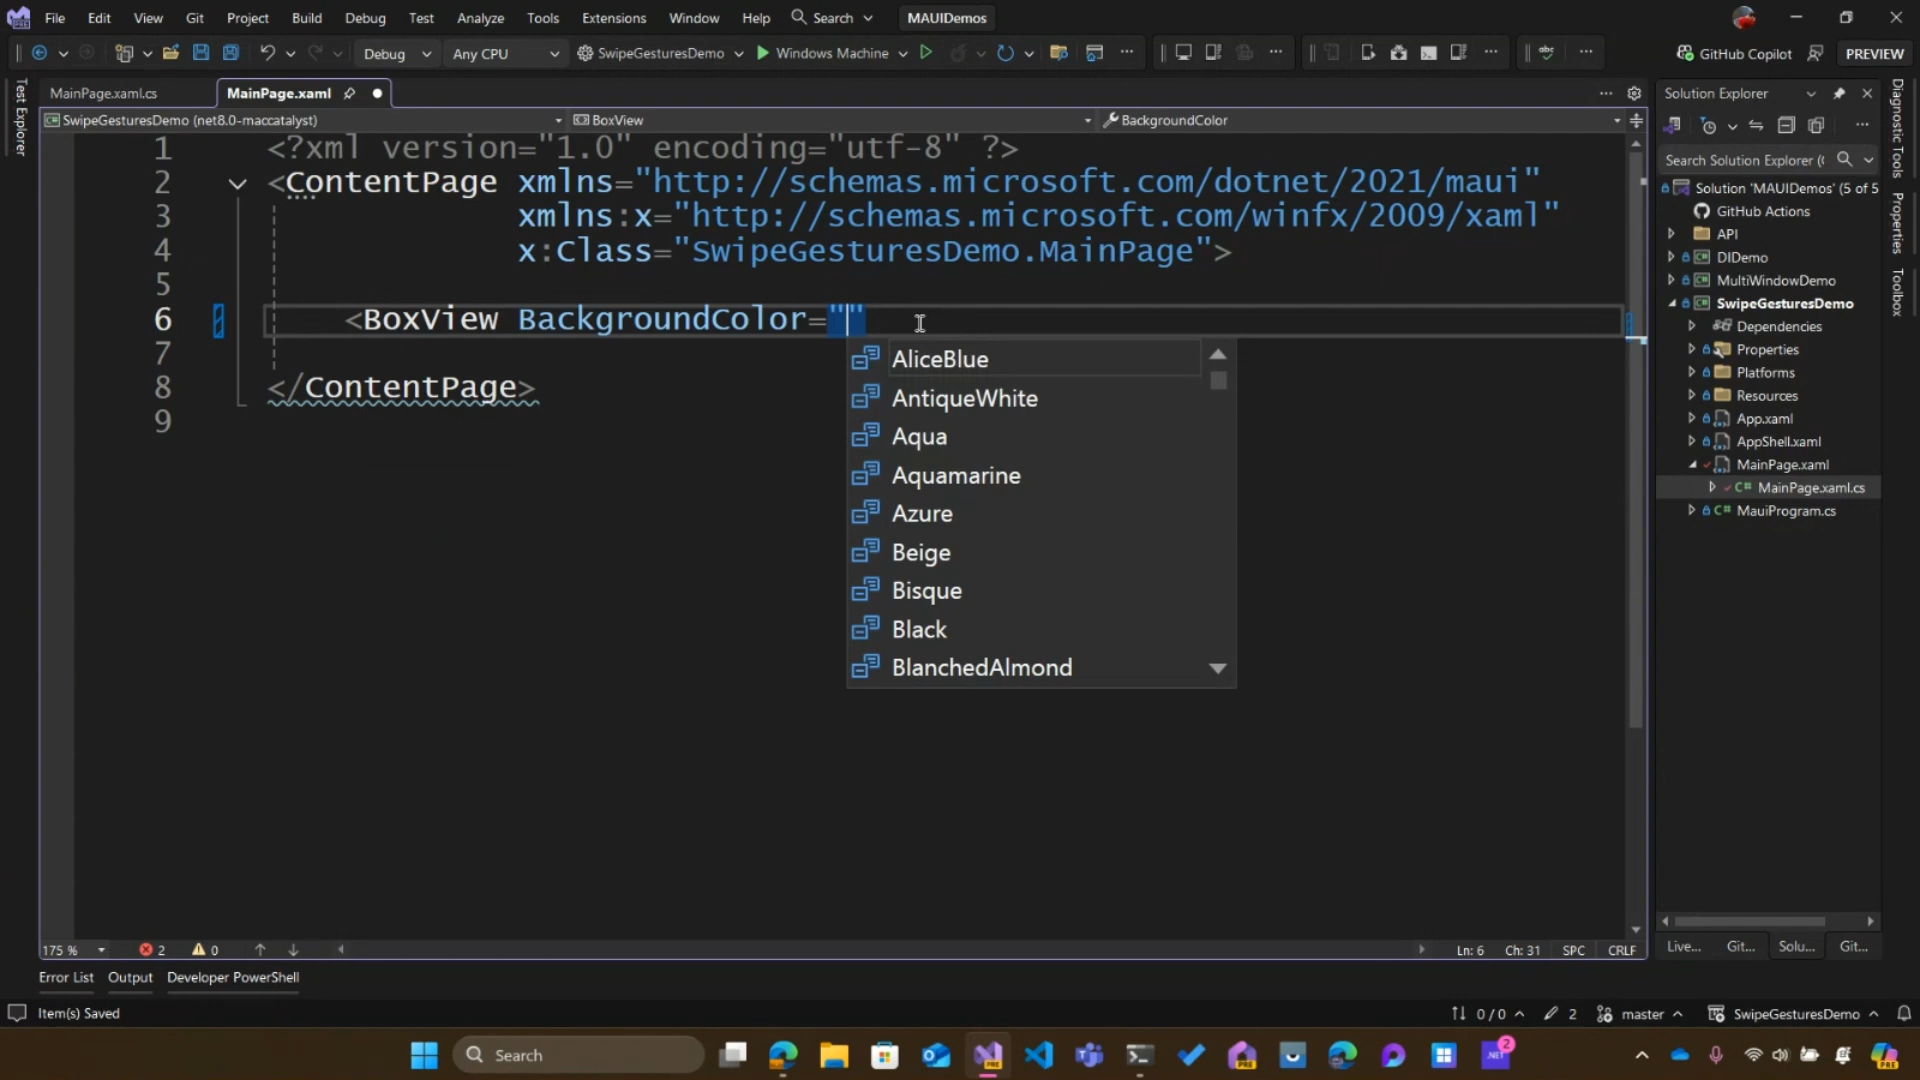 File Edit View Git Project Build Debug Test Analyze Tools Extensions Window Help Search MAUIDemos
Debug Any CPU SwipeGesturesDemo Windows Machine abc GitHub Copilot PREVIEW
MainPage.xaml.cs MainPage.xaml
SwipeGesturesDemo (net8.0-maccatalyst) BoxView BackgroundColor
1 <?xml version="1.0" encoding="utf-8" ?>
2 <ContentPage xmlns="http://schemas.microsoft.com/dotnet/2021/maui"
3 xmlns:x="http://schemas.microsoft.com/winfx/2009/xaml"
4 x:Class="SwipeGesturesDemo.MainPage">
5
6 <BoxView BackgroundColor=""
7
8 </ContentPage>
9
AliceBlue
AntiqueWhite
Aqua
Aquamarine
Azure
Beige
Bisque
Black
BlanchedAlmond
Test Explorer
Solution Explorer
Search Solution Explorer (
Solution 'MAUIDemos' (5 of 5
GitHub Actions
API
DIDemo
MultiWindowDemo
SwipeGesturesDemo
Dependencies
Properties
Platforms
Resources
App.xaml
AppShell.xaml
MainPage.xaml
C# MainPage.xaml.cs
C# MauiProgram.cs
Diagnostic Tools
Properties
Toolbox
175 % 2 0 Ln: 6 Ch: 31 SPC CRLF
Live... Git... Solu... Git...
Error List Output Developer PowerShell
Item(s) Saved 0 / 0 2 master SwipeGesturesDemo
Search PRE PRE .NET 2 PRE